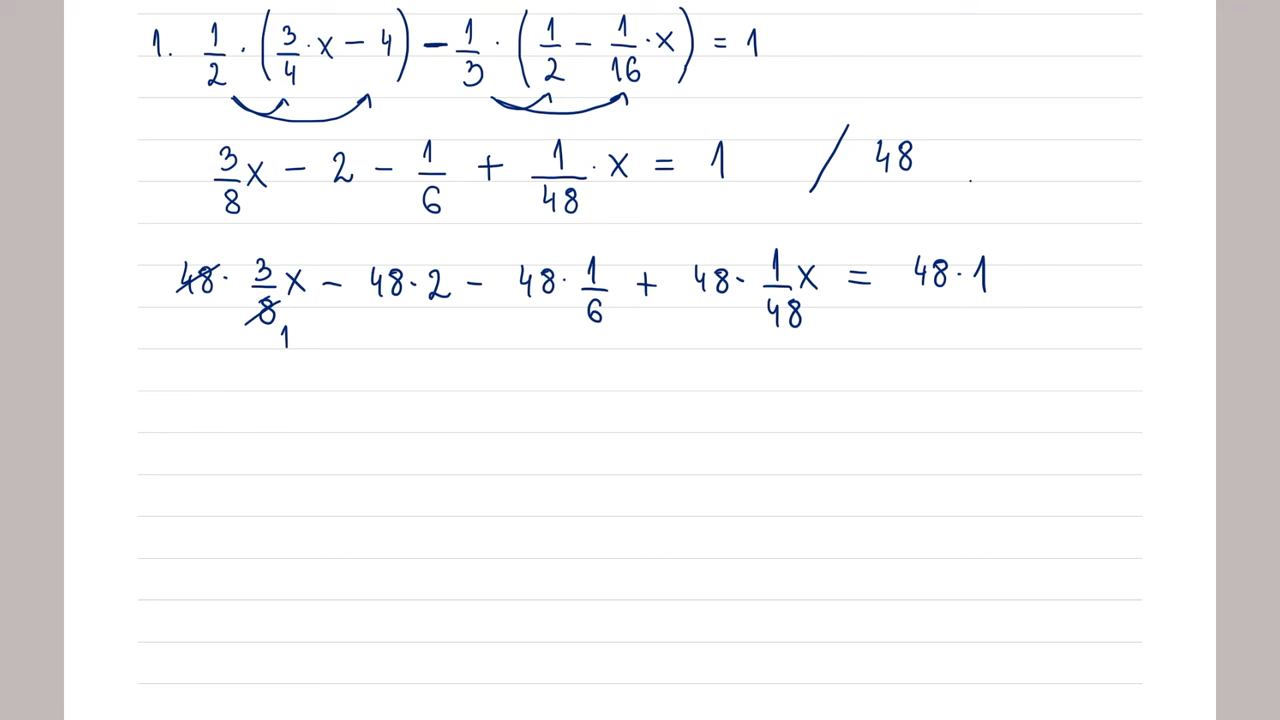 1. 1/2 · (3/4 · x − 4) − 1/3 · (1/2 − 1/16 · x) = 1
3/8 x − 2 − 1/6 + 1/48 · x = 1 / 48
48 · 3/8 x − 48 · 2 − 48 · 1/6 + 48 · 1/48 x = 48 · 1
1